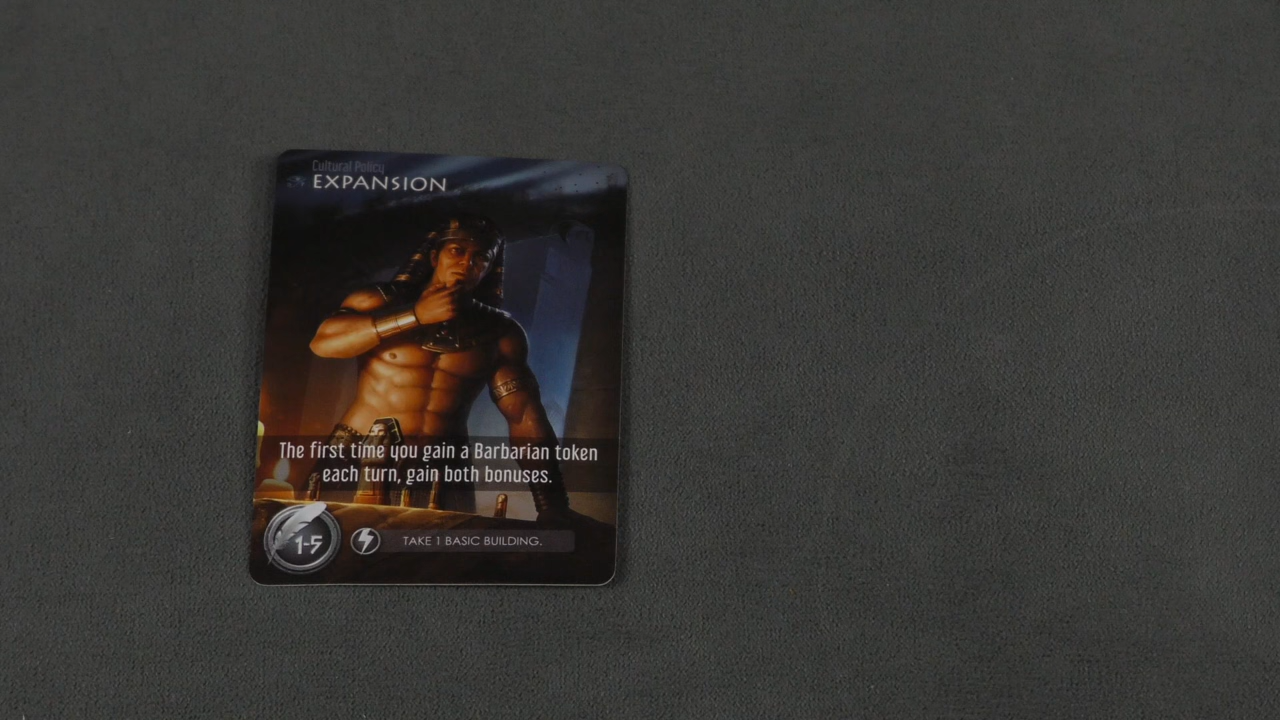 Cultural Policy
EXPANSION
The first time you gain a Barbarian token
each turn, gain both bonuses.
1-5
TAKE 1 BASIC BUILDING.